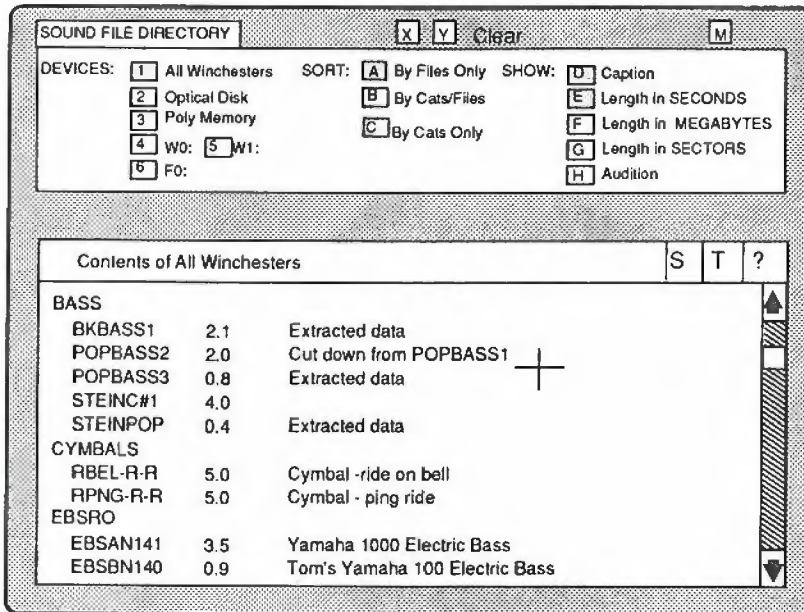 SOUND FILE DIRECTORY X Y Clear M
DEVICES: 1 All Winchesters SORT: A By Files Only SHOW: D Caption
2 Optical Disk B By Cats/Files E Length in SECONDS
3 Poly Memory C By Cats Only F Length in MEGABYTES
4 W0: 5 W1: G Length in SECTORS
6 F0: H Audition
Contents of All Winchesters S T ?
BASS
BKBASS1 2.1 Extracted data
POPBASS2 2.0 Cut down from POPBASS1
POPBASS3 0.8 Extracted data
STEINC#1 4.0
STEINPOP 0.4 Extracted data
CYMBALS
RBEL-R-R 5.0 Cymbal -ride on bell
RPNG-R-R 5.0 Cymbal - ping ride
EBSRO
EBSAN141 3.5 Yamaha 1000 Electric Bass
EBSBN140 0.9 Tom's Yamaha 100 Electric Bass